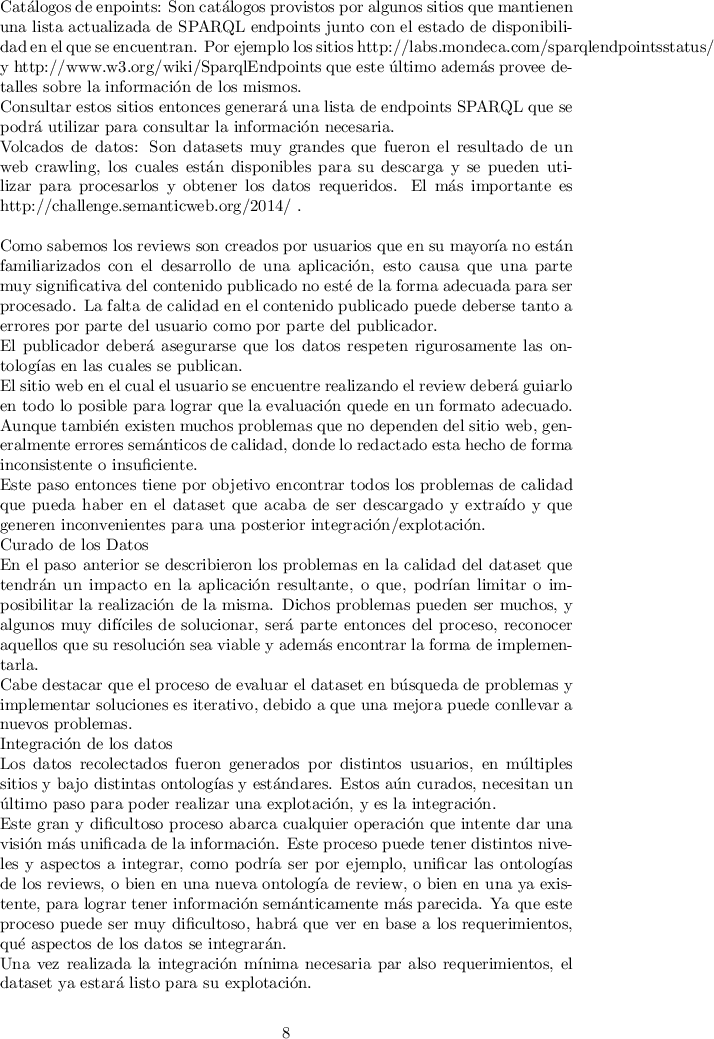 Catálogos de enpoints: Son catálogos provistos por algunos sitios que mantienen
una lista actualizada de SPARQL endpoints junto con el estado de disponibili-
dad en el que se encuentran. Por ejemplo los sitios http://labs.mondeca.com/sparqlendpointsstatus/
y http://www.w3.org/wiki/SparqlEndpoints que este último además provee de-
talles sobre la información de los mismos.
Consultar estos sitios entonces generará una lista de endpoints SPARQL que se
podrá utilizar para consultar la información necesaria.
Volcados de datos: Son datasets muy grandes que fueron el resultado de un
web crawling, los cuales están disponibles para su descarga y se pueden uti-
lizar para procesarlos y obtener los datos requeridos. El más importante es
http://challenge.semanticweb.org/2014/ .
Como sabemos los reviews son creados por usuarios que en su mayoría no están
familiarizados con el desarrollo de una aplicación, esto causa que una parte
muy significativa del contenido publicado no esté de la forma adecuada para ser
procesado. La falta de calidad en el contenido publicado puede deberse tanto a
errores por parte del usuario como por parte del publicador.
El publicador deberá asegurarse que los datos respeten rigurosamente las on-
tologías en las cuales se publican.
El sitio web en el cual el usuario se encuentre realizando el review deberá guiarlo
en todo lo posible para lograr que la evaluación quede en un formato adecuado.
Aunque también existen muchos problemas que no dependen del sitio web, gen-
eralmente errores semánticos de calidad, donde lo redactado esta hecho de forma
inconsistente o insuficiente.
Este paso entonces tiene por objetivo encontrar todos los problemas de calidad
que pueda haber en el dataset que acaba de ser descargado y extraído y que
generen inconvenientes para una posterior integración/explotación.
Curado de los Datos
En el paso anterior se describieron los problemas en la calidad del dataset que
tendrán un impacto en la aplicación resultante, o que, podrían limitar o im-
posibilitar la realización de la misma. Dichos problemas pueden ser muchos, y
algunos muy difíciles de solucionar, será parte entonces del proceso, reconocer
aquellos que su resolución sea viable y además encontrar la forma de implemen-
tarla.
Cabe destacar que el proceso de evaluar el dataset en búsqueda de problemas y
implementar soluciones es iterativo, debido a que una mejora puede conllevar a
nuevos problemas.
Integración de los datos
Los datos recolectados fueron generados por distintos usuarios, en múltiples
sitios y bajo distintas ontologías y estándares. Estos aún curados, necesitan un
último paso para poder realizar una explotación, y es la integración.
Este gran y dificultoso proceso abarca cualquier operación que intente dar una
visión más unificada de la información. Este proceso puede tener distintos nive-
les y aspectos a integrar, como podría ser por ejemplo, unificar las ontologías
de los reviews, o bien en una nueva ontología de review, o bien en una ya exis-
tente, para lograr tener información semánticamente más parecida. Ya que este
proceso puede ser muy dificultoso, habrá que ver en base a los requerimientos,
qué aspectos de los datos se integrarán.
Una vez realizada la integración mínima necesaria par also requerimientos, el
dataset ya estará listo para su explotación.
8